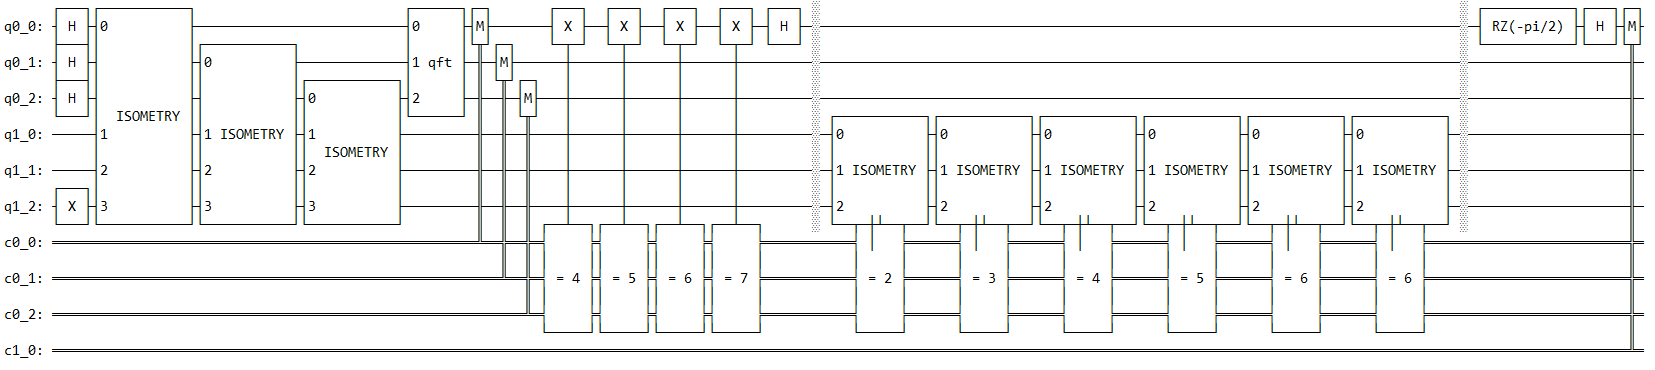 q0_0: H 0 0 M X X X X H RZ(-pi/2) H M
q0_1: H 0 1 qft M
q0_2: H 0 2 M
ISOMETRY
q1_0: 1 1 ISOMETRY 1 0 0 0 0 0 0
ISOMETRY
q1_1: 2 2 2 1 ISOMETRY 1 ISOMETRY 1 ISOMETRY 1 ISOMETRY 1 ISOMETRY 1 ISOMETRY
q1_2: X 3 3 3 2 2 2 2 2 2
c0_0:
c0_1: = 4 = 5 = 6 = 7 = 2 = 3 = 4 = 5 = 6 = 6
c0_2:
c1_0: